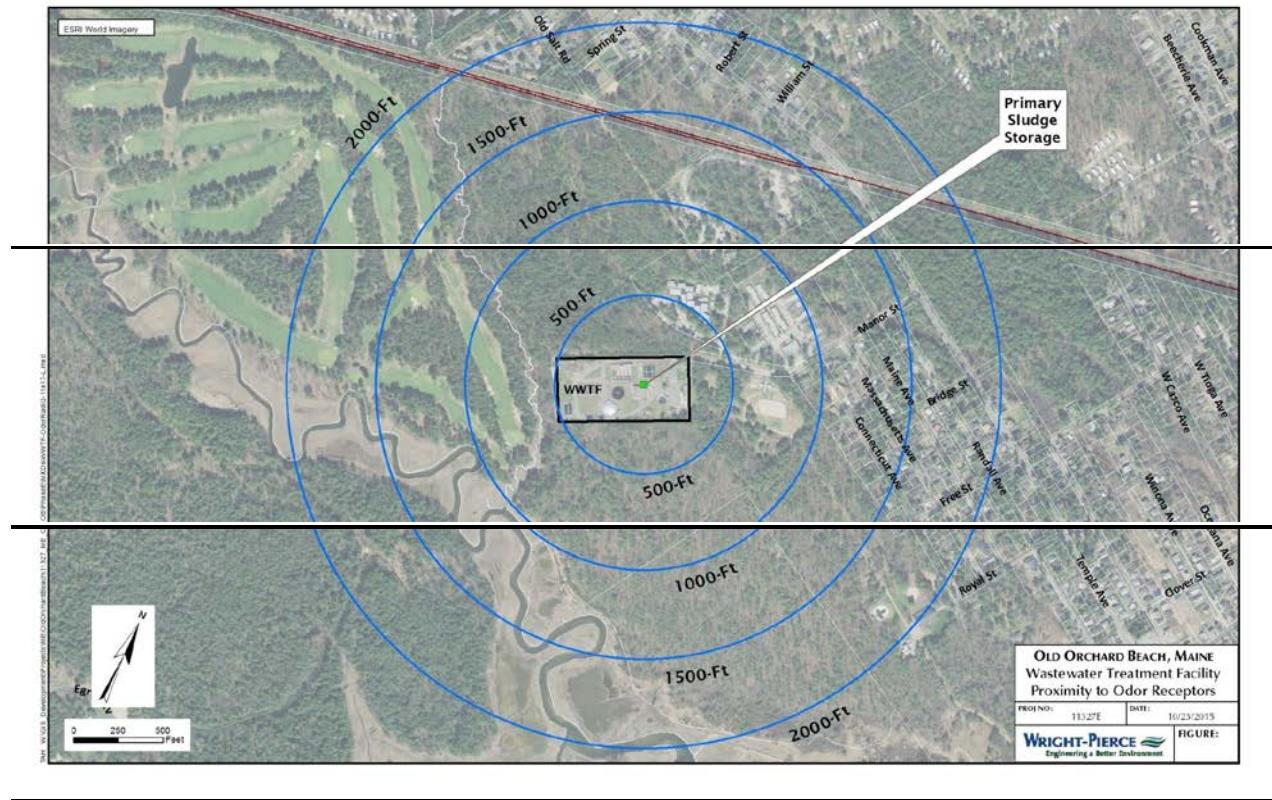 ESRI World Imagery
Old Salt Rd
Spring St
Robert St
William St
Cookman Ave
Beecherie Ave
2000-Ft
1500-Ft
1000-Ft
500-Ft
Primary
Sludge
Storage
WWTF
Manor St
Maine Ave
Bridge St
Massachusetts Ave
Connecticut Ave
Randall Ave
Free St
W Tioga Ave
W Casco Ave
Winona Ave
500-Ft
1000-Ft
1500-Ft
2000-Ft
Royal St
Temple Ave
Clover St
N
0 250 500
Feet
OLD ORCHARD BEACH, MAINE
Wastewater Treatment Facility
Proximity to Odor Receptors
PROJ NO:
11327E
DATE:
10/23/2015
WRIGHT-PIERCE
Engineering a Better Environment
FIGURE: